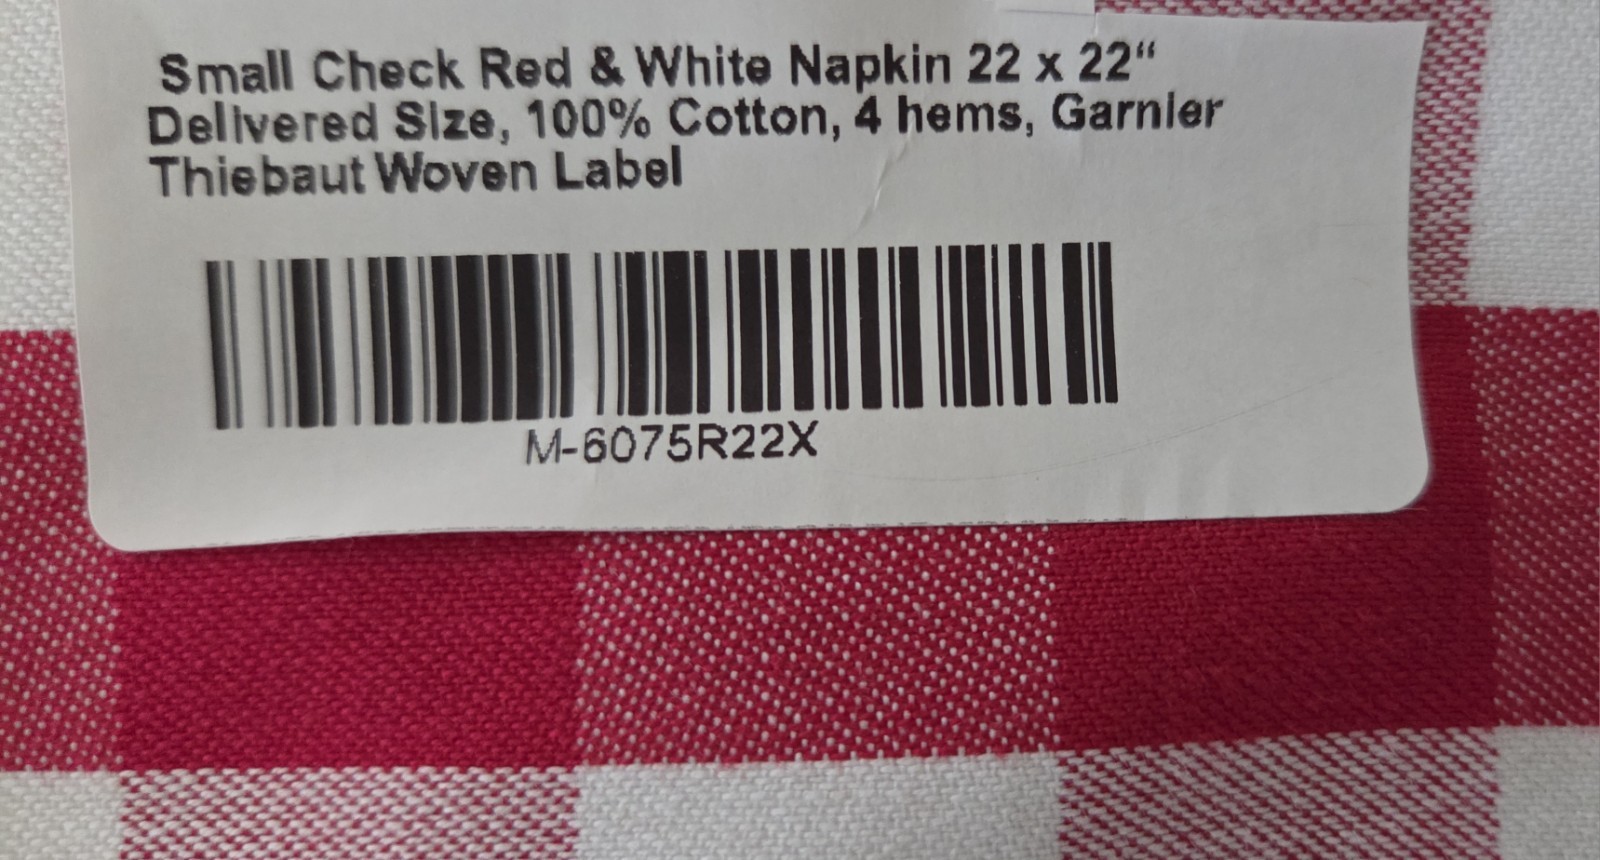 Small Check Red & White Napkin 22 x 22“
Delivered Size, 100% Cotton, 4 hems, Garnier
Thiebaut Woven Label
M-6075R22X